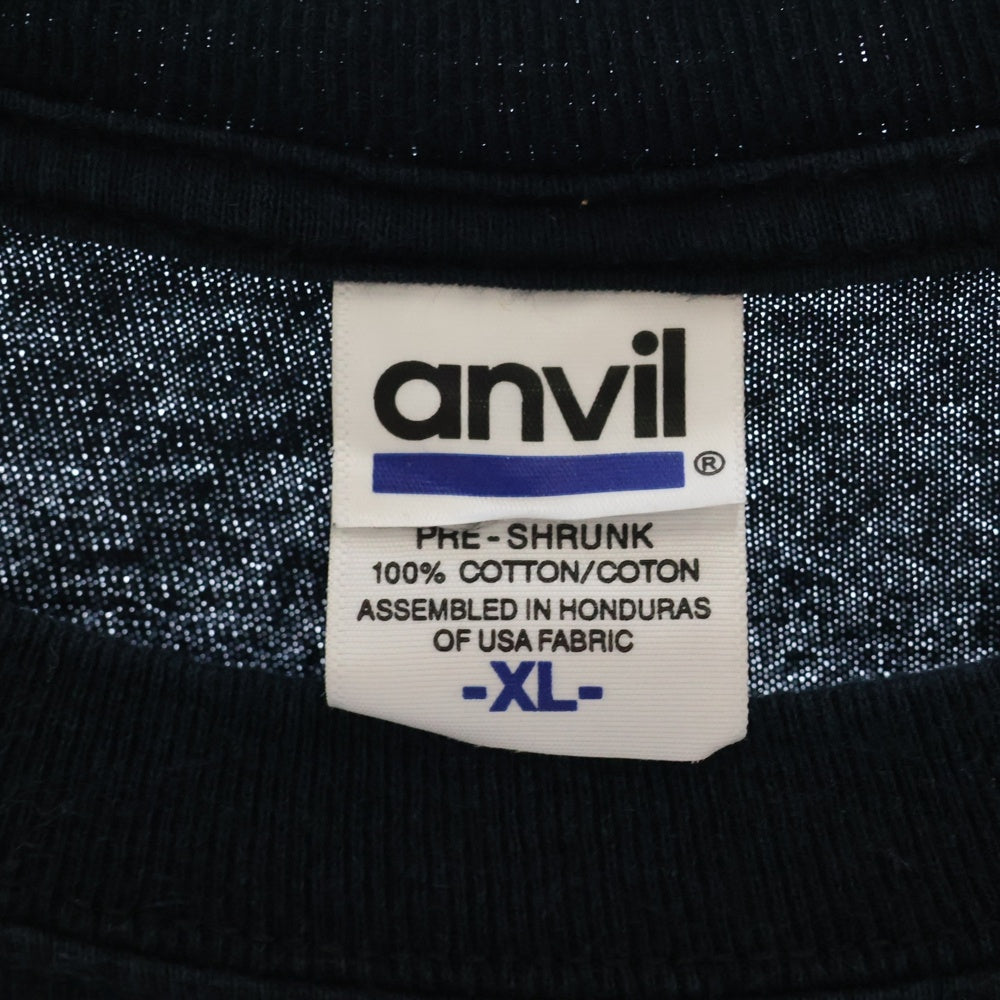 anvil
®
PRE-SHRUNK
100% COTTON/COTON
ASSEMBLED IN HONDURAS
OF USA FABRIC
-XL-